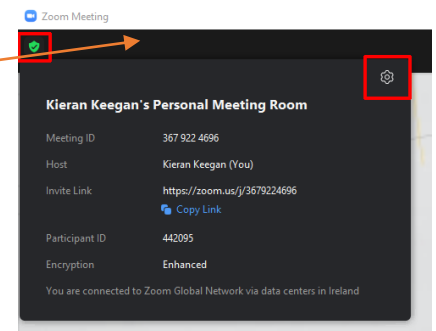 Zoom Meeting
Kieran Keegan's Personal Meeting Room
Meeting ID 367 922 4696
Host Kieran Keegan (You)
Invite Link https://zoom.us/j/3679224696
Copy Link
Participant ID 442095
Encryption Enhanced
You are connected to Zoom Global Network via data centers in Ireland